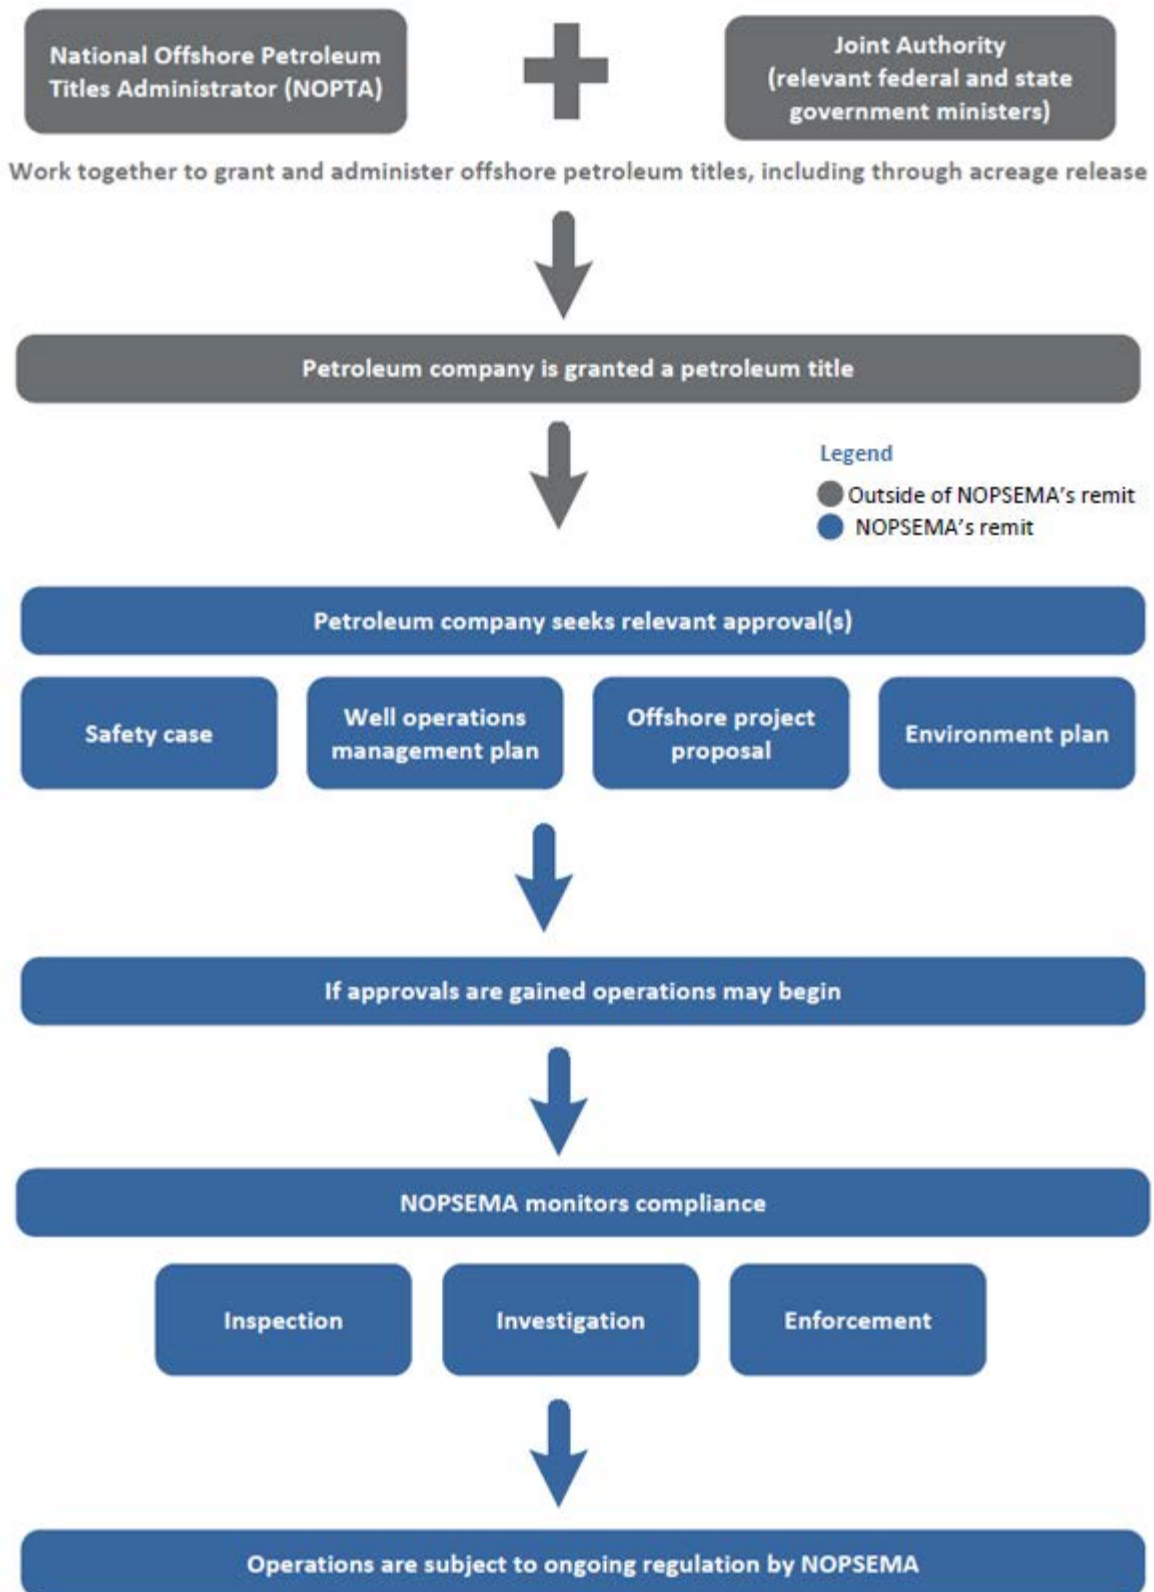 National Offshore Petroleum
Titles Administrator (NOPTA)
Joint Authority
(relevant federal and state
government ministers)
Work together to grant and administer offshore petroleum titles, including through acreage release
Petroleum company is granted a petroleum title
Legend
Outside of NOPSEMA's remit
NOPSEMA's remit
Petroleum company seeks relevant approval(s)
Safety case
Well operations
management plan
Offshore project
proposal
Environment plan
If approvals are gained operations may begin
NOPSEMA monitors compliance
Inspection
Investigation
Enforcement
Operations are subject to ongoing regulation by NOPSEMA